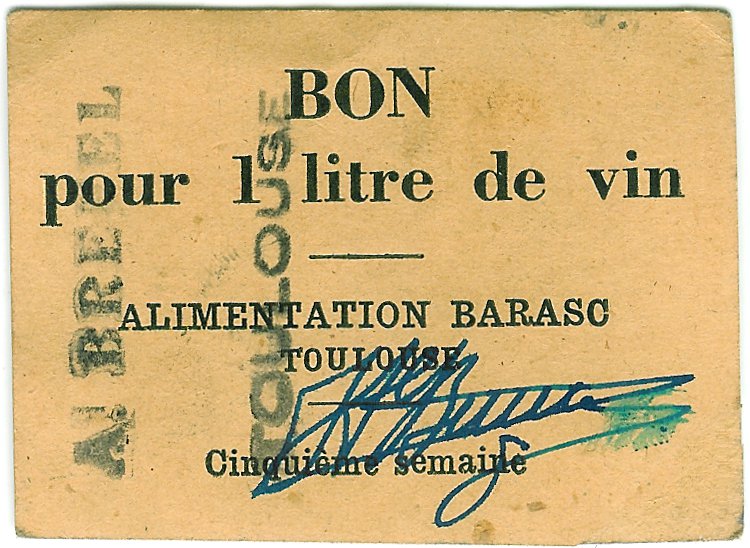 BON
pour 1 litre de vin
ALIMENTATION BARASC
TOULOUSE
Cinquième semaine
TOULOUSE